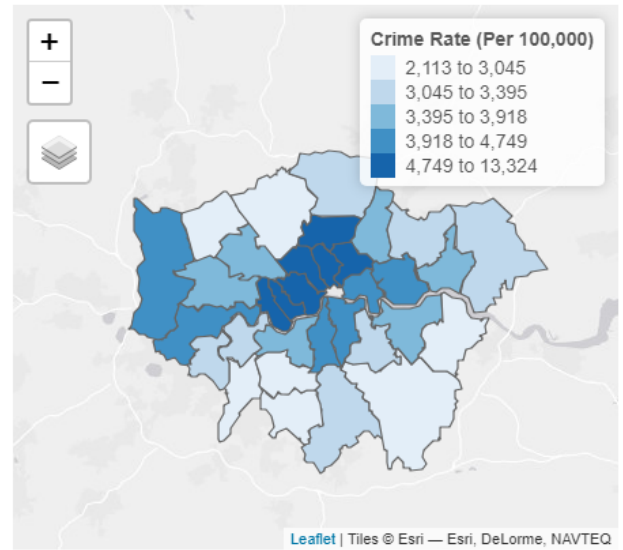 +
−
Crime Rate (Per 100,000)
2,113 to 3,045
3,045 to 3,395
3,395 to 3,918
3,918 to 4,749
4,749 to 13,324
Leaflet | Tiles © Esri — Esri, DeLorme, NAVTEQ